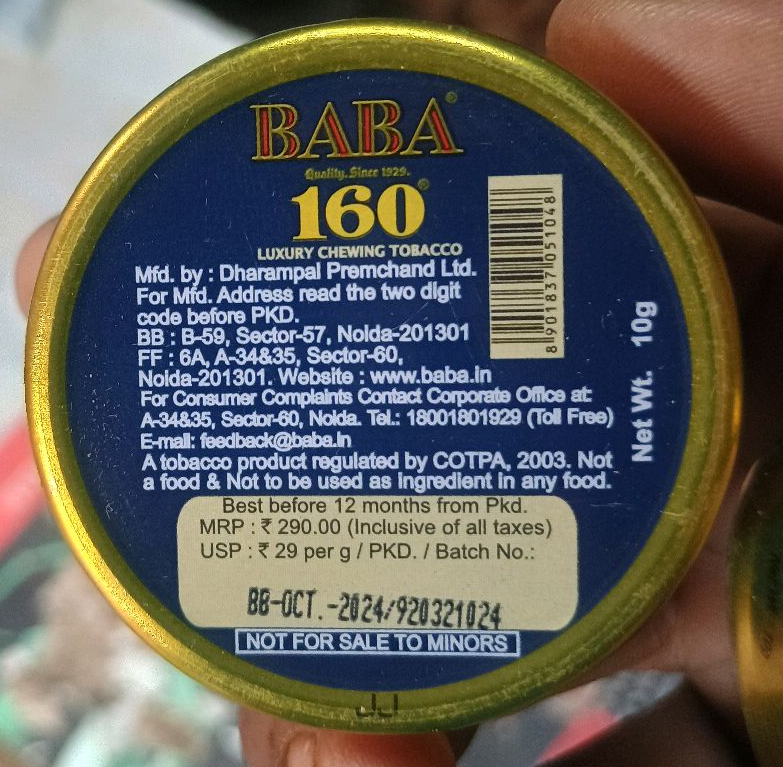 BABA®
Quality. Since 1929.
160®
LUXURY CHEWING TOBACCO
Mfd. by : Dharampal Premchand Ltd.
For Mfd. Address read the two digit
code before PKD.
BB : B-59, Sector-57, Noida-201301
FF : 6A, A-34&35, Sector-60,
Noida-201301. Website : www.baba.in
For Consumer Complaints Contact Corporate Office at:
A-34&35, Sector-60, Noida. Tel.: 18001801929 (Toll Free)
E-mail: feedback@baba.in
A tobacco product regulated by COTPA, 2003. Not
a food & Not to be used as ingredient in any food.
8 901837 051048
Net Wt. 10g
Best before 12 months from Pkd.
MRP : ₹ 290.00 (Inclusive of all taxes)
USP : ₹ 29 per g / PKD. / Batch No.:
BB-OCT.-2024/920321024
NOT FOR SALE TO MINORS